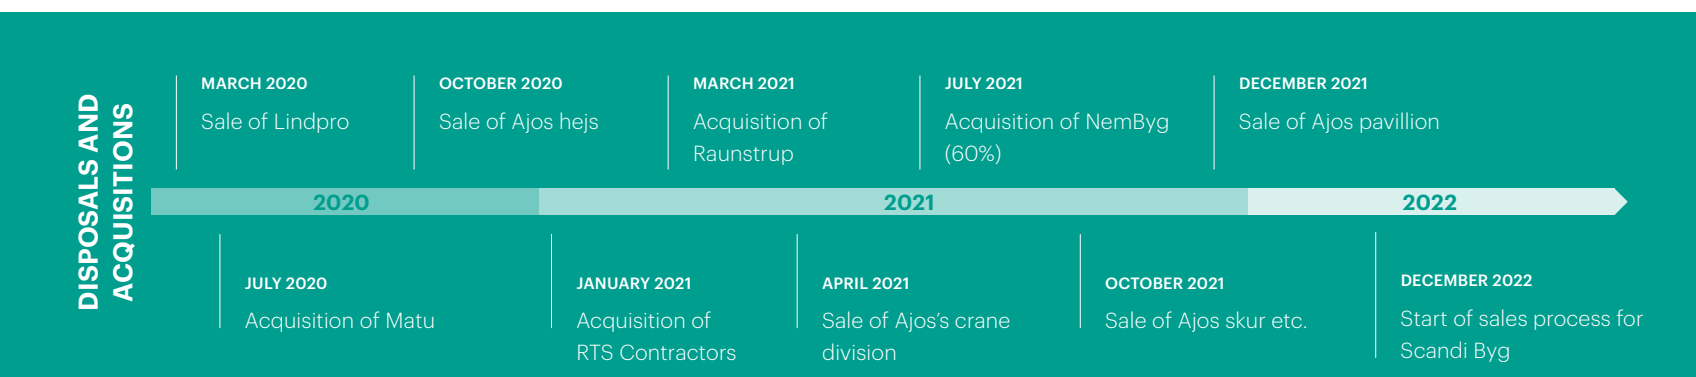 DISPOSALS AND
ACQUISITIONS
MARCH 2020
Sale of Lindpro
OCTOBER 2020
Sale of Ajos hejs
MARCH 2021
Acquisition of
Raunstrup
JULY 2021
Acquisition of NemByg
(60%)
DECEMBER 2021
Sale of Ajos pavillion
2020
2021
2022
JULY 2020
Acquisition of Matu
JANUARY 2021
Acquisition of
RTS Contractors
APRIL 2021
Sale of Ajos’s crane
division
OCTOBER 2021
Sale of Ajos skur etc.
DECEMBER 2022
Start of sales process for
Scandi Byg